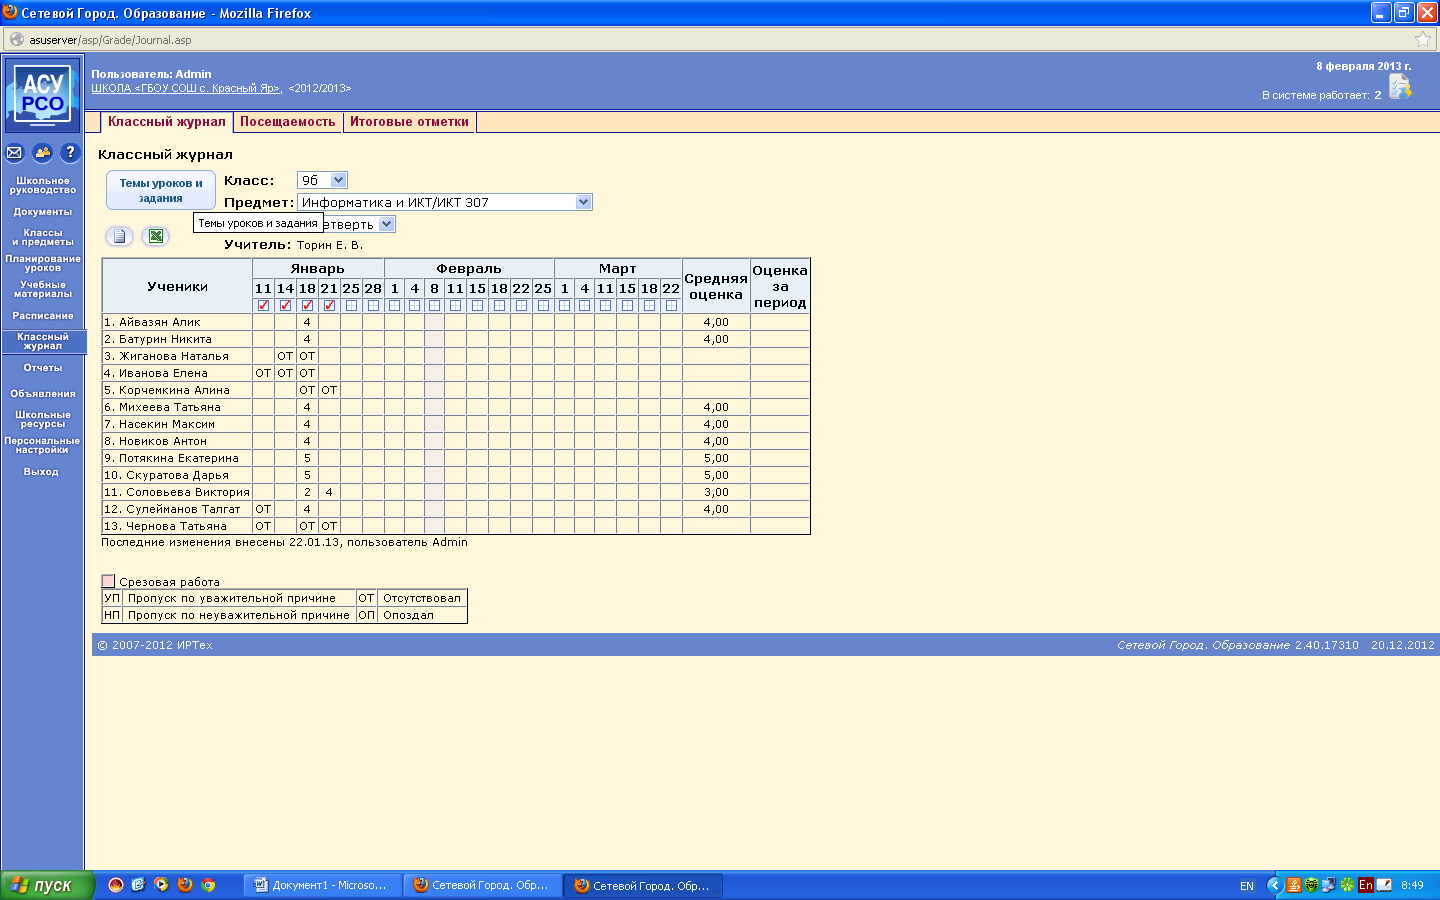 Сетевой Город. Образование - Mozilla Firefox
asuserver/asp/Grade/Journal.asp
АСУ РСО
Пользователь: Admin
ШКОЛА <ГБОУ СОШ с. Красный Яр>, <2012/2013>
8 февраля 2013 г.
В системе работает: 2
Классный журнал Посещаемость Итоговые отметки
Школьное руководство
Документы
Классы и предметы
Планирование уроков
Учебные материалы
Расписание
Классный журнал
Отчеты
Объявления
Школьные ресурсы
Персональные настройки
Выход
Классный журнал
Темы уроков и задания
Класс: 9б
Предмет: Информатика и ИКТ/ИКТ 307
Темы уроков и задания
етверть
Учитель: Торин Е. В.
Ученики Январь Февраль Март Средняя оценка Оценка за период
11 14 18 21 25 28 1 4 8 11 15 18 22 25 1 4 11 15 18 22
1. Айвазян Алик 4 4,00
2. Батурин Никита 4 4,00
3. Жиганова Наталья ОТ ОТ
4. Иванова Елена ОТ ОТ ОТ
5. Корчемкина Алина ОТ ОТ
6. Михеева Татьяна 4 4,00
7. Насекин Максим 4 4,00
8. Новиков Антон 4 4,00
9. Потякина Екатерина 5 5,00
10. Скуратова Дарья 5 5,00
11. Соловьева Виктория 2 4 3,00
12. Сулейманов Талгат ОТ 4 4,00
13. Чернова Татьяна ОТ ОТ ОТ
Последние изменения внесены 22.01.13, пользователь Admin
Срезовая работа
УП Пропуск по уважительной причине ОТ Отсутствовал
НП Пропуск по неуважительной причине ОП Опоздал
© 2007-2012 ИРТех
Сетевой Город. Образование 2.40.17310 20.12.2012
пуск
Документ1 - Microso...
Сетевой Город. Обр...
Сетевой Город. Обр...
EN
En
8:49